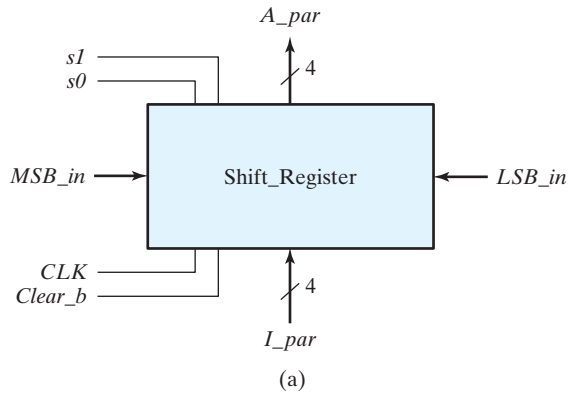 A_par
s1
4
s0
MSB_in
Shift_Register
LSB_in
CLK
4
Clear_b
I_par
(a)